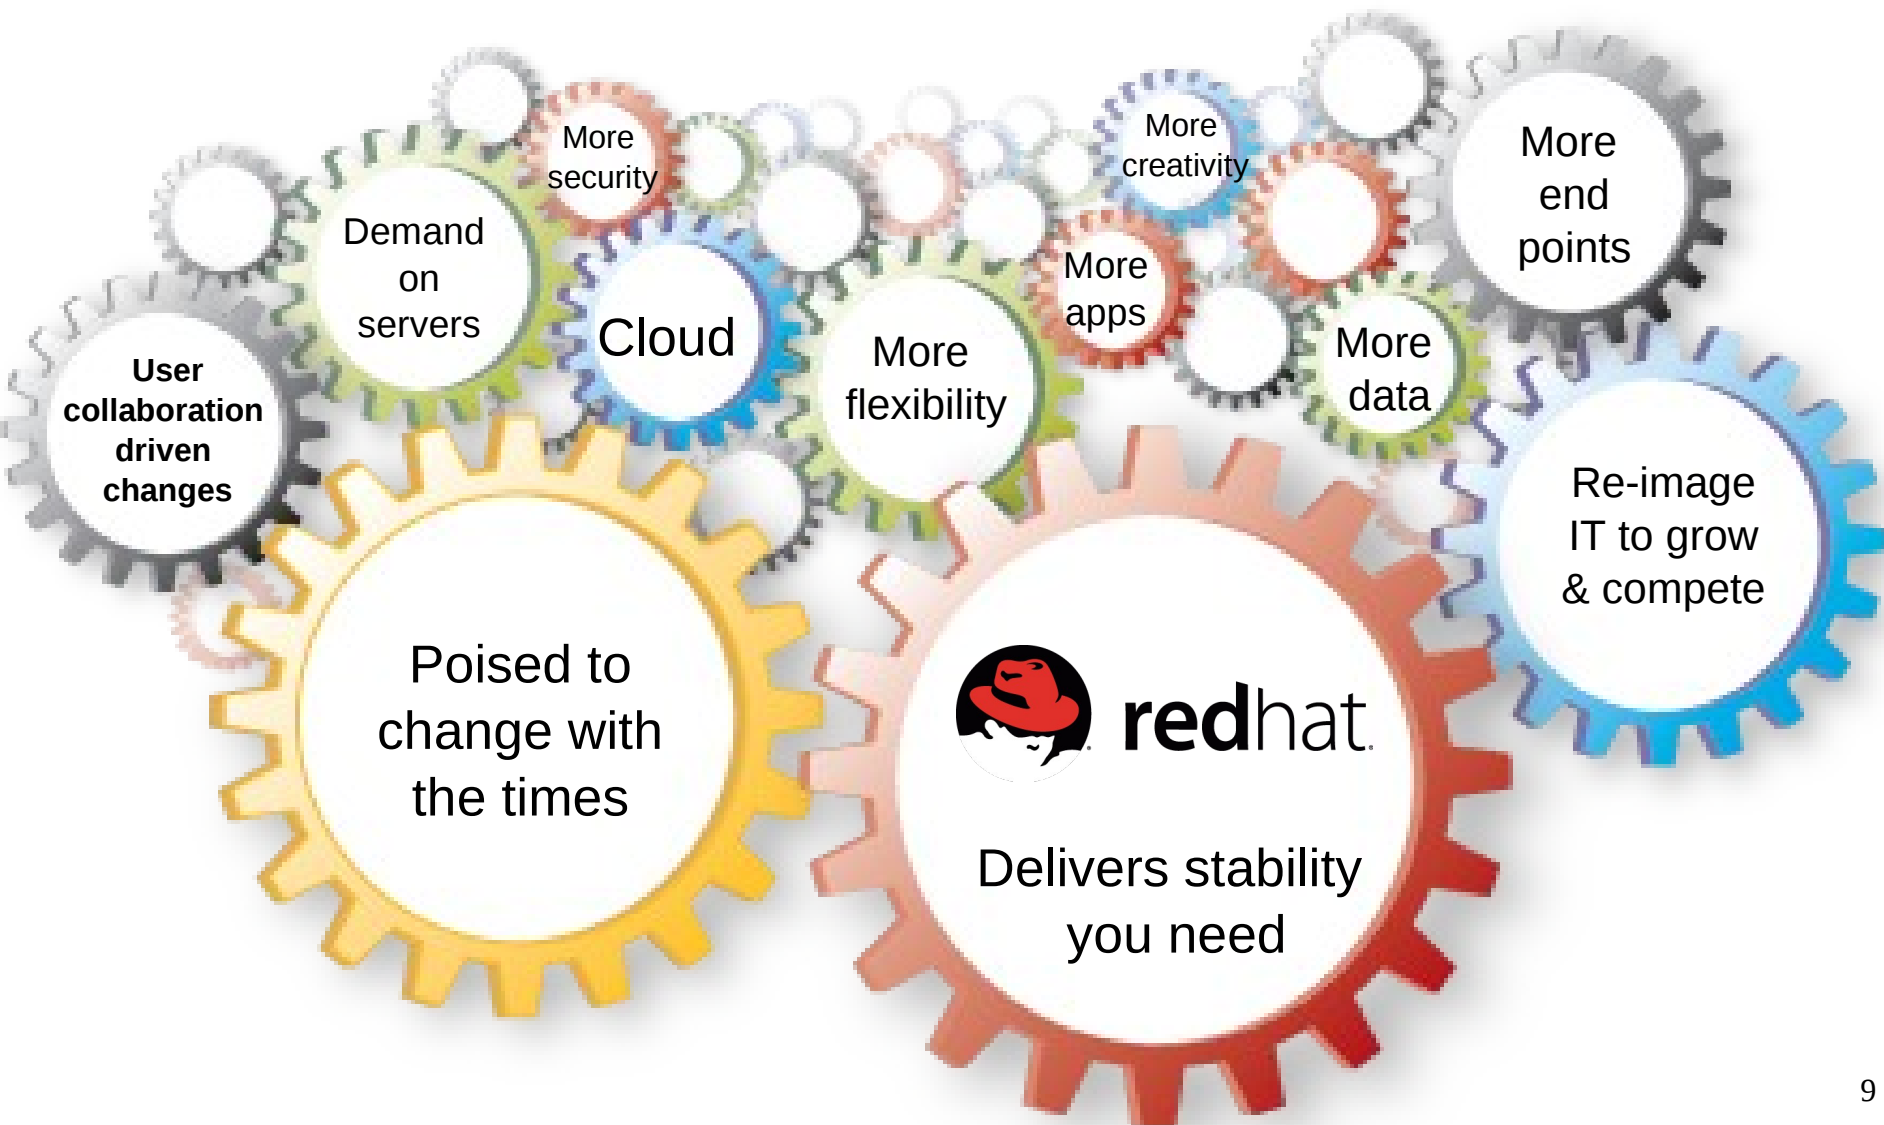 More
security
More
creativity
More
end
points
Demand
on
servers
Cloud
More
apps
More
flexibility
More
data
User
collaboration
driven
changes
Re-image
IT to grow
& compete
Poised to
change with
the times
redhat.
Delivers stability
you need
9